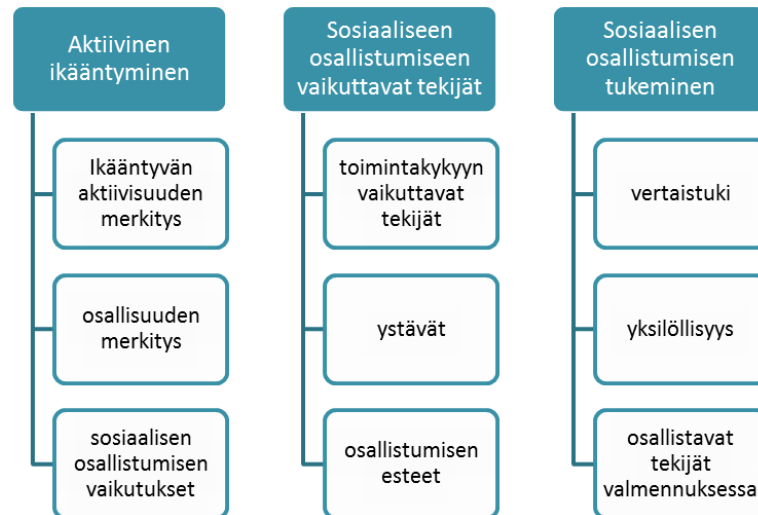 Aktiivinen
ikääntyminen
Ikääntyvän
aktiivisuuden
merkitys
osallisuuden
merkitys
sosiaalisen
osallistumisen
vaikutukset
Sosiaaliseen
osallistumiseen
vaikuttavat tekijät
toimintakykyyn
vaikuttavat
tekijät
ystävät
osallistumisen
esteet
Sosiaalisen
osallistumisen
tukeminen
vertaistuki
yksilöllisyys
osallistavat
tekijät
valmennuksessa